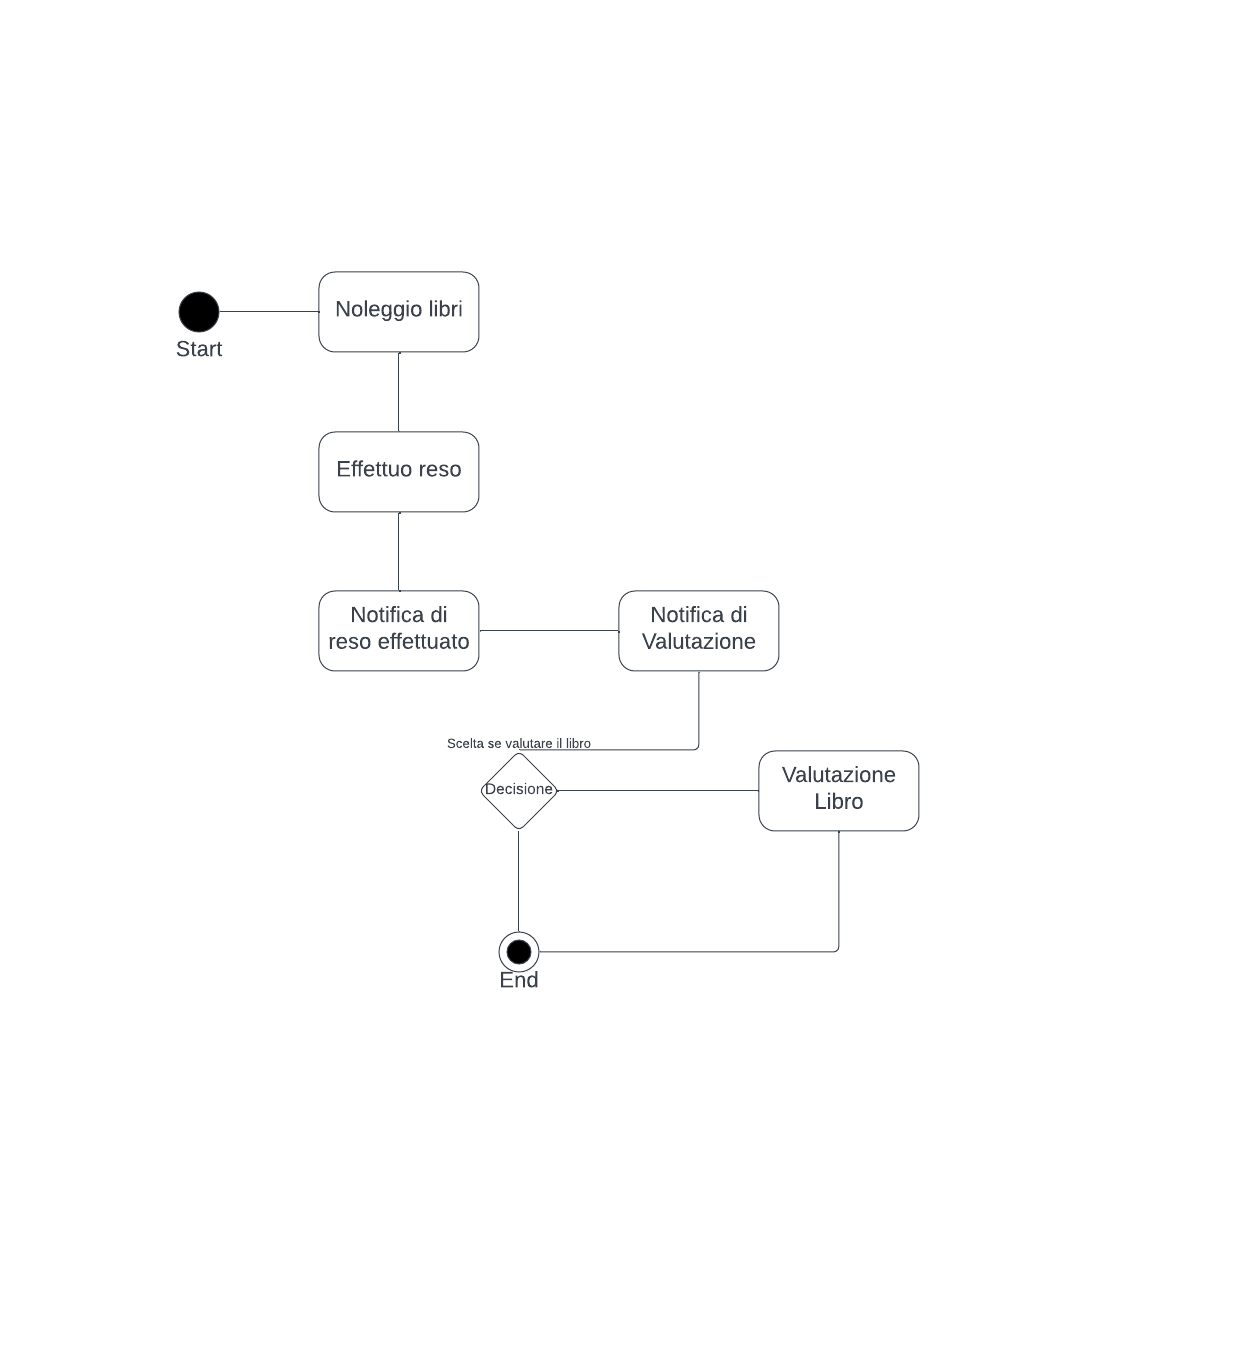 Noleggio libri
Start
Effettuo reso
Notifica di
reso effettuato
Notifica di
Valutazione
Scelta se valutare il libro
Decisione
Valutazione
Libro
End